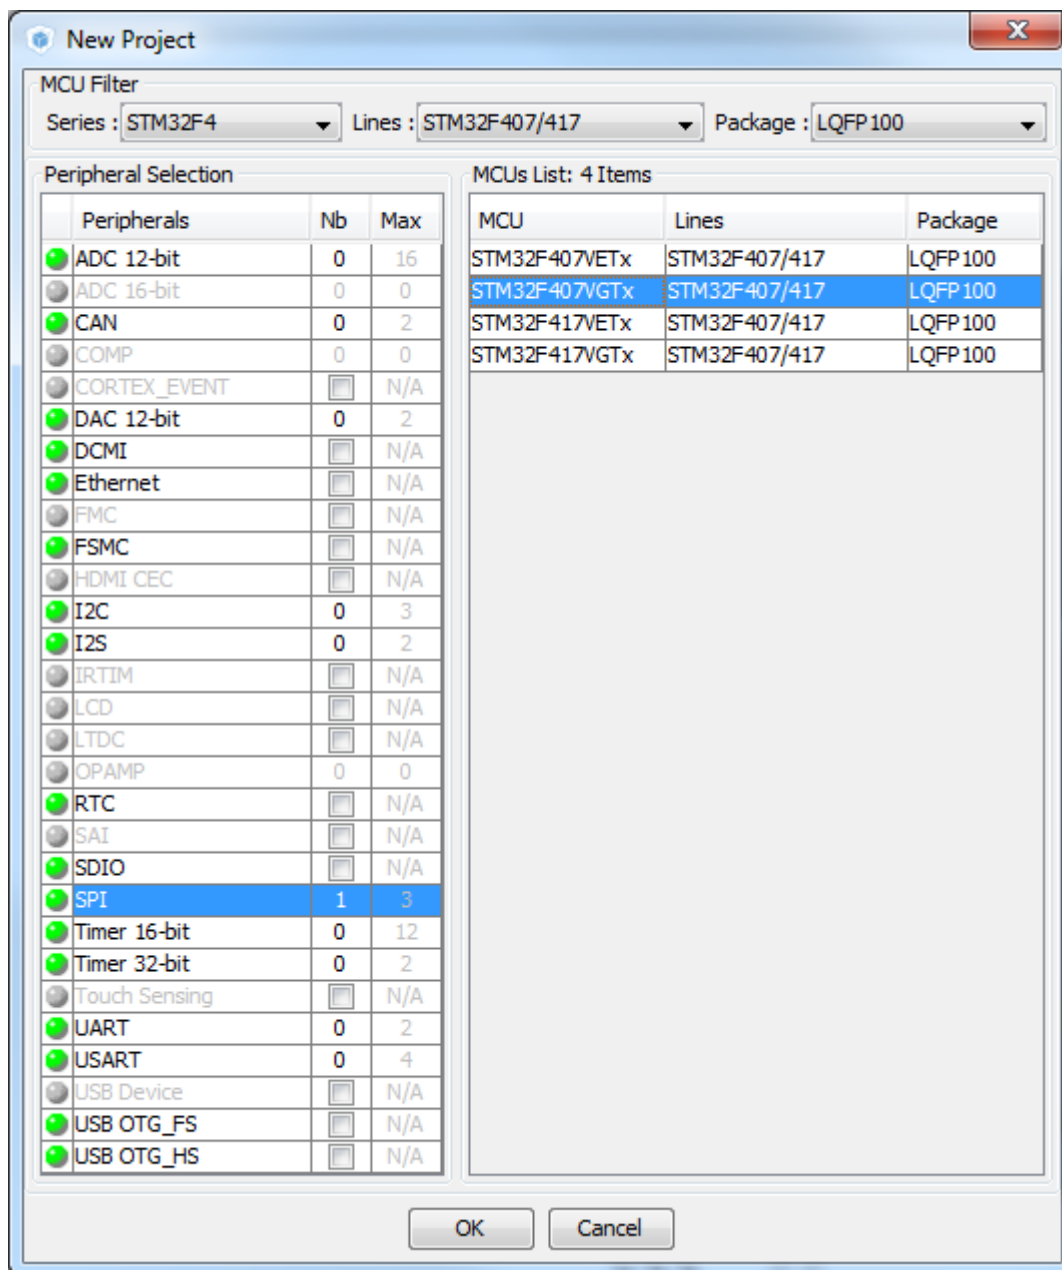 New Project
MCU Filter
Series : STM32F4 Lines : STM32F407/417 Package : LQFP100
Peripheral Selection
Peripherals Nb Max
ADC 12-bit 0 16
ADC 16-bit 0 0
CAN 0 2
COMP 0 0
CORTEX_EVENT N/A
DAC 12-bit 0 2
DCMI N/A
Ethernet N/A
FMC N/A
FSMC N/A
HDMI CEC N/A
I2C 0 3
I2S 0 2
IRTIM N/A
LCD N/A
LTDC N/A
OPAMP 0 0
RTC N/A
SAI N/A
SDIO N/A
SPI 1 3
Timer 16-bit 0 12
Timer 32-bit 0 2
Touch Sensing N/A
UART 0 2
USART 0 4
USB Device N/A
USB OTG_FS N/A
USB OTG_HS N/A
MCUs List: 4 Items
MCU Lines Package
STM32F407VETx STM32F407/417 LQFP100
STM32F407VGTx STM32F407/417 LQFP100
STM32F417VETx STM32F407/417 LQFP100
STM32F417VGTx STM32F407/417 LQFP100
OK Cancel